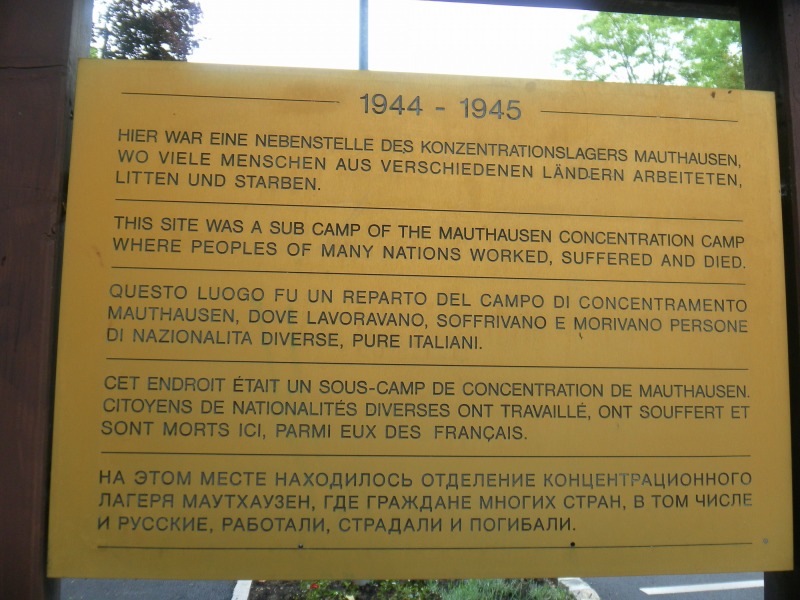 1944 - 1945
HIER WAR EINE NEBENSTELLE DES KONZENTRATIONSLAGERS MAUTHAUSEN,
WO VIELE MENSCHEN AUS VERSCHIEDENEN LÄNDERN ARBEITETEN,
LITTEN UND STARBEN.
THIS SITE WAS A SUB CAMP OF THE MAUTHAUSEN CONCENTRATION CAMP
WHERE PEOPLES OF MANY NATIONS WORKED, SUFFERED AND DIED.
QUESTO LUOGO FU UN REPARTO DEL CAMPO DI CONCENTRAMENTO
MAUTHAUSEN, DOVE LAVORAVANO, SOFFRIVANO E MORIVANO PERSONE
DI NAZIONALITA DIVERSE, PURE ITALIANI.
CET ENDROIT ÉTAIT UN SOUS-CAMP DE CONCENTRATION DE MAUTHAUSEN.
CITOYENS DE NATIONALITÉS DIVERSES ONT TRAVAILLÉ, ONT SOUFFERT ET
SONT MORTS ICI, PARMI EUX DES FRANÇAIS.
НА ЭТОМ МЕСТЕ НАХОДИЛОСЬ ОТДЕЛЕНИЕ КОНЦЕНТРАЦИОННОГО
ЛАГЕРЯ МАУТХАУЗЕН, ГДЕ ГРАЖДАНЕ МНОГИХ СТРАН, В ТОМ ЧИСЛЕ
И РУССКИЕ, РАБОТАЛИ, СТРАДАЛИ И ПОГИБАЛИ.